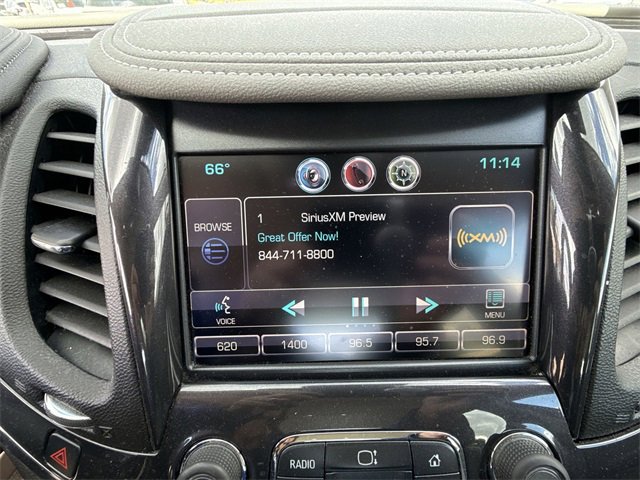 66°
N
11:14
BROWSE
1 SiriusXM Preview
Great Offer Now!
844-711-8800
((XM))
VOICE
MENU
620 1400 96.5 95.7 96.9
RADIO